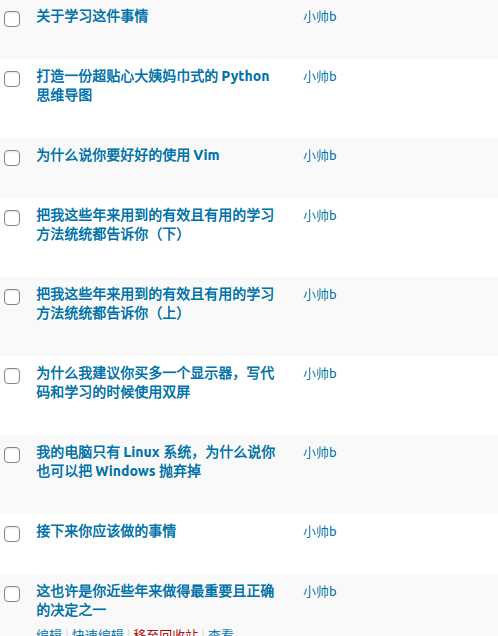 关于学习这件事情 小帅b
打造一份超贴心大姨妈巾式的 Python 小帅b
思维导图
为什么说你要好好的使用 Vim 小帅b
把我这些年来用到的有效且有用的学习 小帅b
方法统统都告诉你（下）
把我这些年来用到的有效且有用的学习 小帅b
方法统统都告诉你（上）
为什么我建议你买多一个显示器，写代 小帅b
码和学习的时候使用双屏
我的电脑只有 Linux 系统，为什么说你 小帅b
也可以把 Windows 抛弃掉
接下来你应该做的事情 小帅b
这也许是你近些年来做得最重要且正确 小帅b
的决定之一
编辑 | 快速编辑 | 移至回收站 | 查看